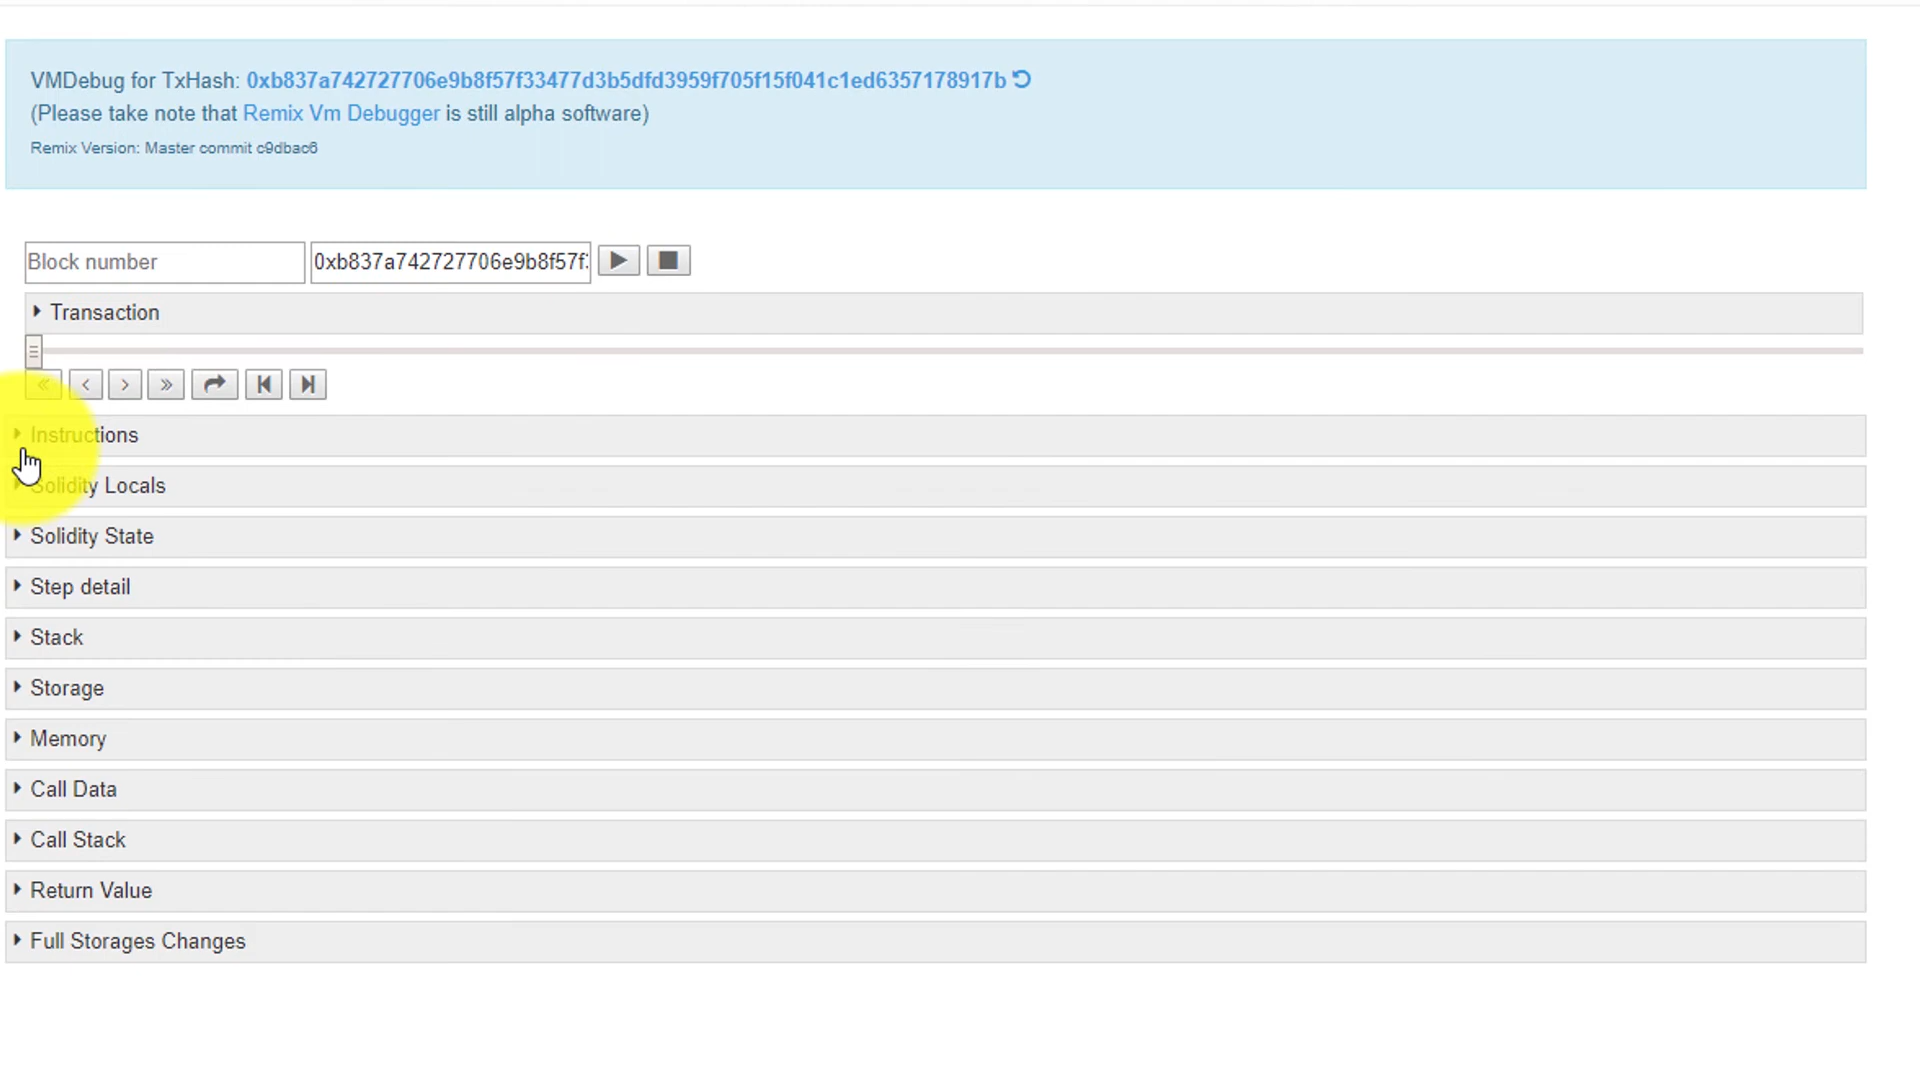 VMDebug for TxHash: 0xb837a742727706e9b8f57f33477d3b5dfd3959f705f15f041c1ed6357178917b
(Please take note that Remix Vm Debugger is still alpha software)
Remix Version: Master commit c9dbac6
Block number 0xb837a742727706e9b8f57f
Transaction
Instructions
Solidity Locals
Solidity State
Step detail
Stack
Storage
Memory
Call Data
Call Stack
Return Value
Full Storages Changes